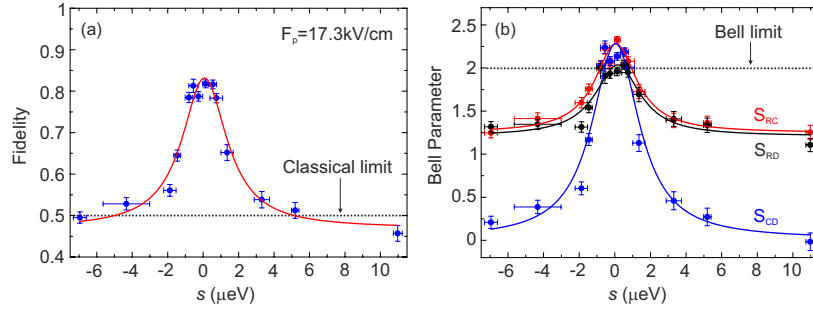 (a)
F_p=17.3kV/cm
Classical limit
Fidelity
1
0.9
0.8
0.7
0.6
0.5
0.4
-6 -4 -2 0 2 4 6 8 10
s (μeV)
(b)
Bell limit
S_RC
S_RD
S_CD
Bell Parameter
2.5
2
1.5
1
0.5
0
-6 -4 -2 0 2 4 6 8 10
s (μeV)